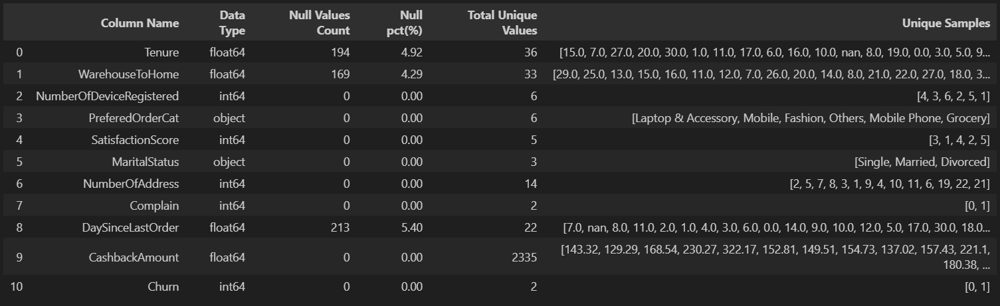 Column Name Data Type Null Values Count Null pct(%) Total Unique Values Unique Samples
0 Tenure float64 194 4.92 36 [15.0, 7.0, 27.0, 20.0, 30.0, 1.0, 11.0, 17.0, 6.0, 16.0, 10.0, nan, 8.0, 19.0, 0.0, 3.0, 5.0, 9...
1 WarehouseToHome float64 169 4.29 33 [29.0, 25.0, 13.0, 15.0, 16.0, 11.0, 12.0, 7.0, 26.0, 20.0, 14.0, 8.0, 21.0, 22.0, 27.0, 18.0, 3...
2 NumberOfDeviceRegistered int64 0 0.00 6 [4, 3, 6, 2, 5, 1]
3 PreferedOrderCat object 0 0.00 6 [Laptop & Accessory, Mobile, Fashion, Others, Mobile Phone, Grocery]
4 SatisfactionScore int64 0 0.00 5 [3, 1, 4, 2, 5]
5 MaritalStatus object 0 0.00 3 [Single, Married, Divorced]
6 NumberOfAddress int64 0 0.00 14 [2, 5, 7, 8, 3, 1, 9, 4, 10, 11, 6, 19, 22, 21]
7 Complain int64 0 0.00 2 [0, 1]
8 DaySinceLastOrder float64 213 5.40 22 [7.0, nan, 8.0, 11.0, 2.0, 1.0, 4.0, 3.0, 6.0, 0.0, 14.0, 9.0, 10.0, 12.0, 5.0, 17.0, 30.0, 18.0...
9 CashbackAmount float64 0 0.00 2335 [143.32, 129.29, 168.54, 230.27, 322.17, 152.81, 149.51, 154.73, 137.02, 157.43, 221.1,
180.38, ...
10 Churn int64 0 0.00 2 [0, 1]